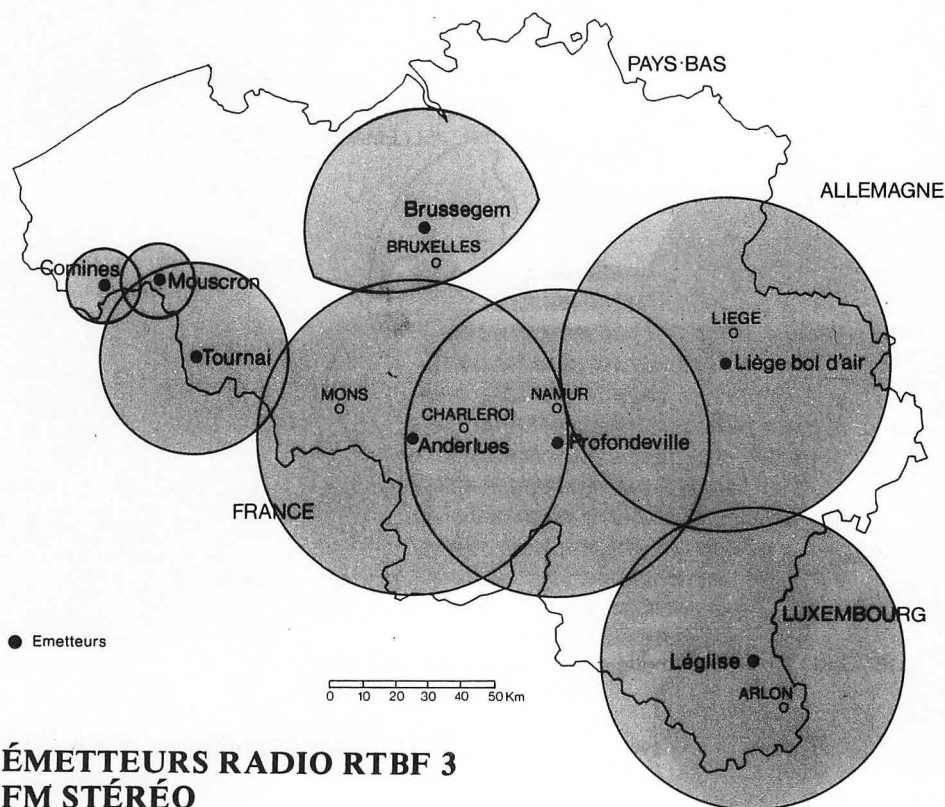 PAYS-BAS
ALLEMAGNE
Brussegem
BRUXELLES
Comines
Mouscron
LIEGE
Tournai
Liège bol d'air
MONS
NAMUR
CHARLEROI
Anderlues
Profondeville
FRANCE
LUXEMBOURG
Emetteurs
Léglise
0 10 20 30 40 50 Km
ARLON
ÉMETTEURS RADIO RTBF 3
FM STÉRÉO